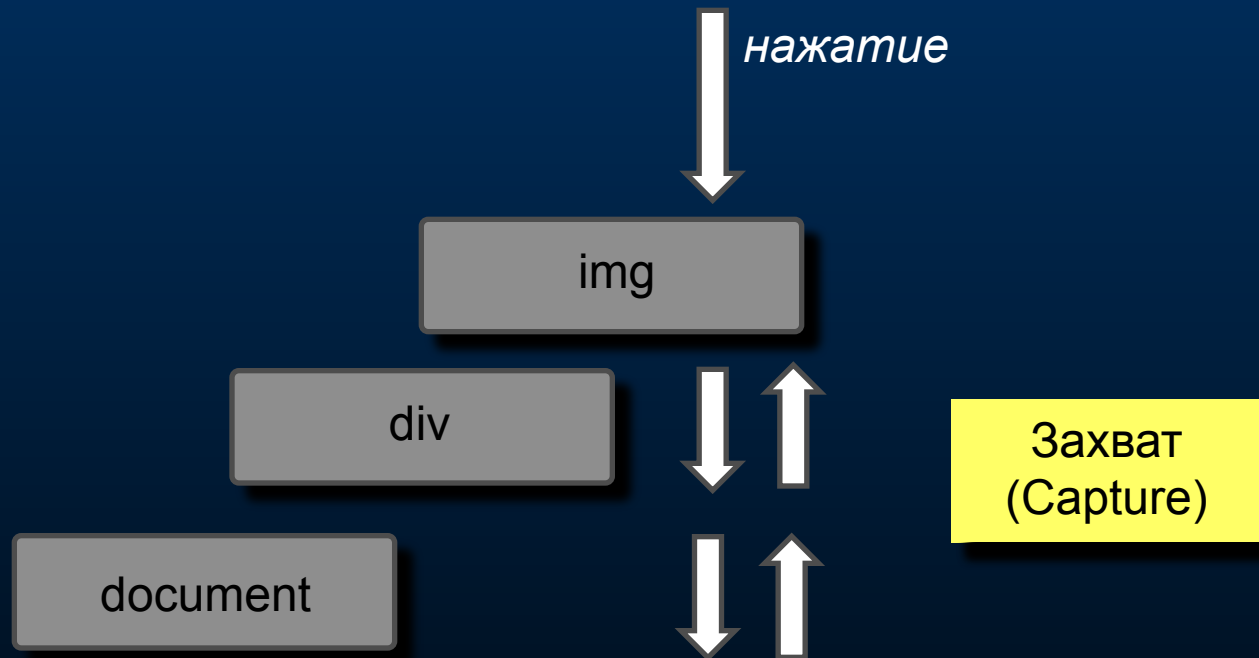 нажатие
img
div
Захват
(Capture)
document